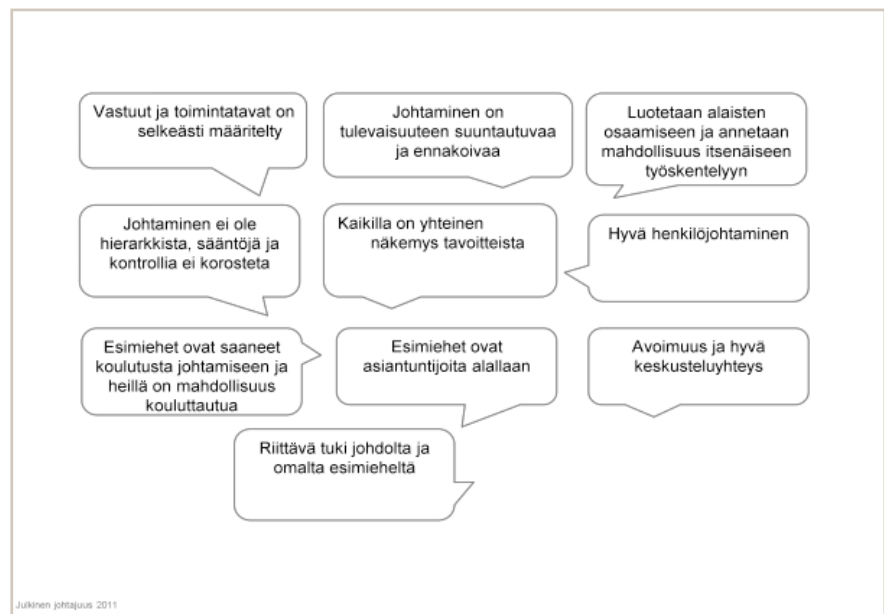 Vastuut ja toimintatavat on
selkeästi määritelty
Johtaminen on
tulevaisuuteen suuntautuvaa
ja ennakoivaa
Luotetaan alaisten
osaamiseen ja annetaan
mahdollisuus itsenäiseen
työskentelyyn
Johtaminen ei ole
hierarkkista, sääntöjä ja
kontrollia ei korosteta
Kaikilla on yhteinen
näkemys tavoitteista
Hyvä henkilöjohtaminen
Esimiehet ovat saaneet
koulutusta johtamiseen ja
heillä on mahdollisuus
kouluttautua
Esimiehet ovat
asiantuntijoita alallaan
Avoimuus ja hyvä
keskusteluyhteys
Riittävä tuki johdolta ja
omalta esimieheltä
Julkinen johtajuus 2011